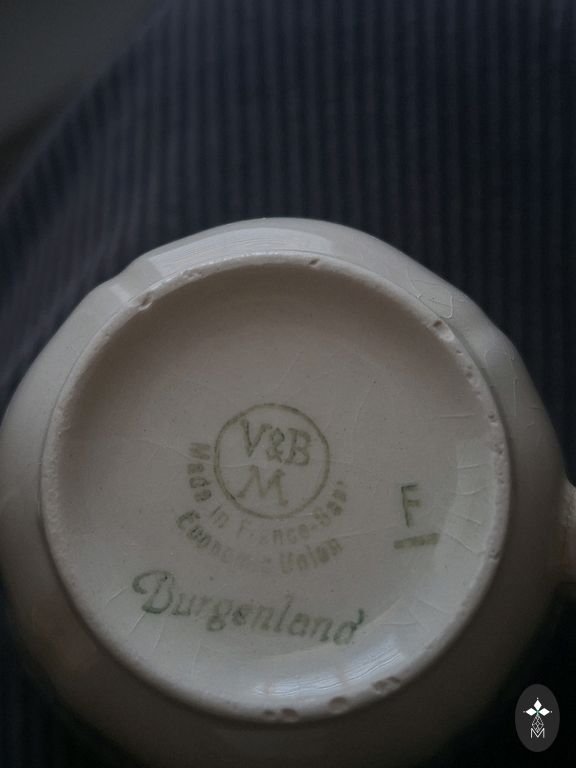 V&B
M
Made in France-Saar
Economic Union
F
Burgenland
M